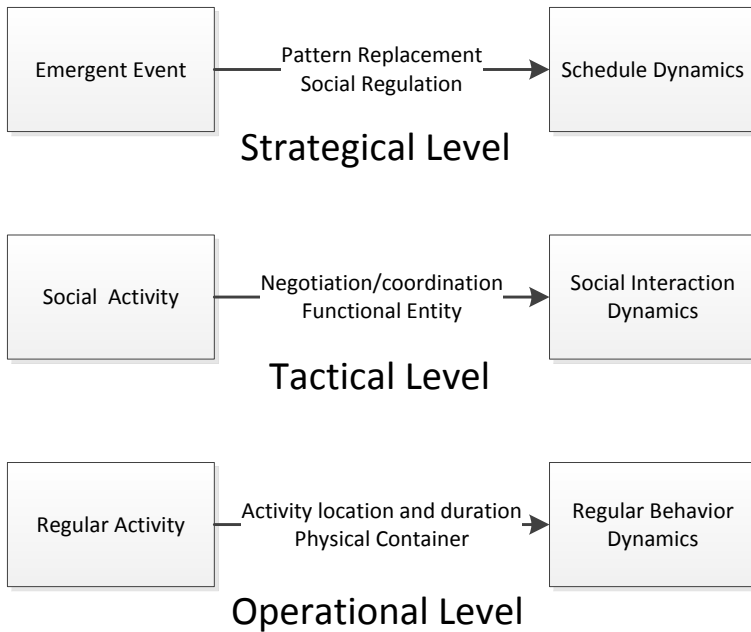 Emergent Event
Pattern Replacement
Social Regulation
Schedule Dynamics
Strategical Level
Social Activity
Negotiation/coordination
Functional Entity
Social Interaction
Dynamics
Tactical Level
Regular Activity
Activity location and duration
Physical Container
Regular Behavior
Dynamics
Operational Level